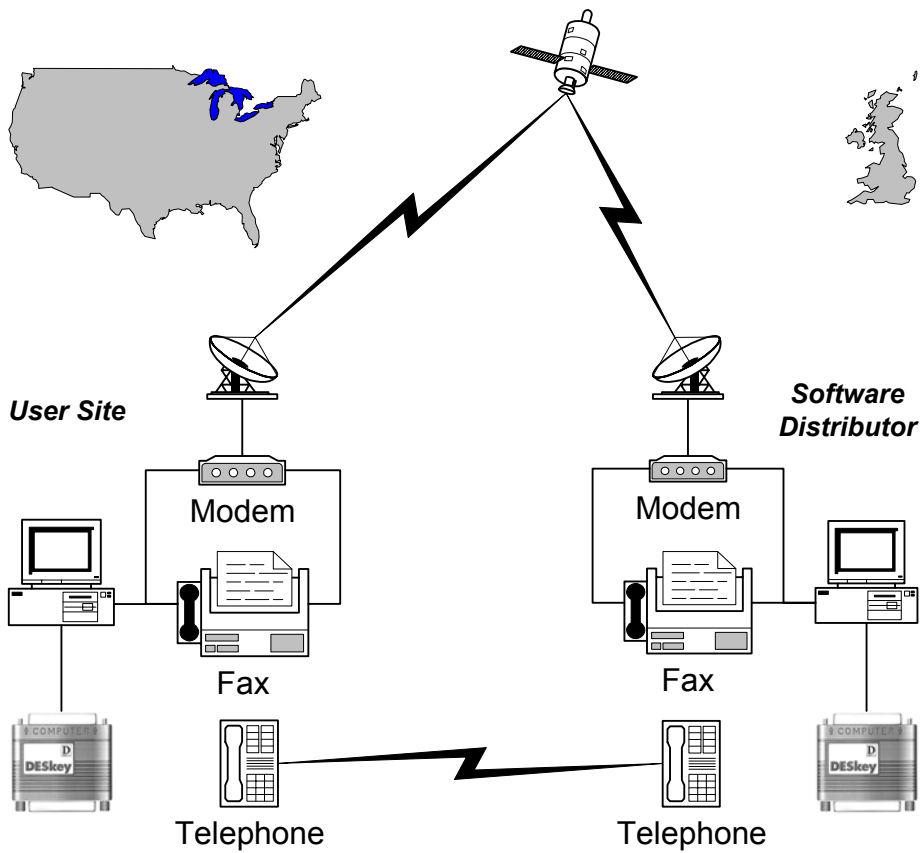 User Site
Software
Distributor
Modem
Modem
Fax
Fax
COMPUTER
D
DESkey
COMPUTER
D
DESkey
Telephone
Telephone